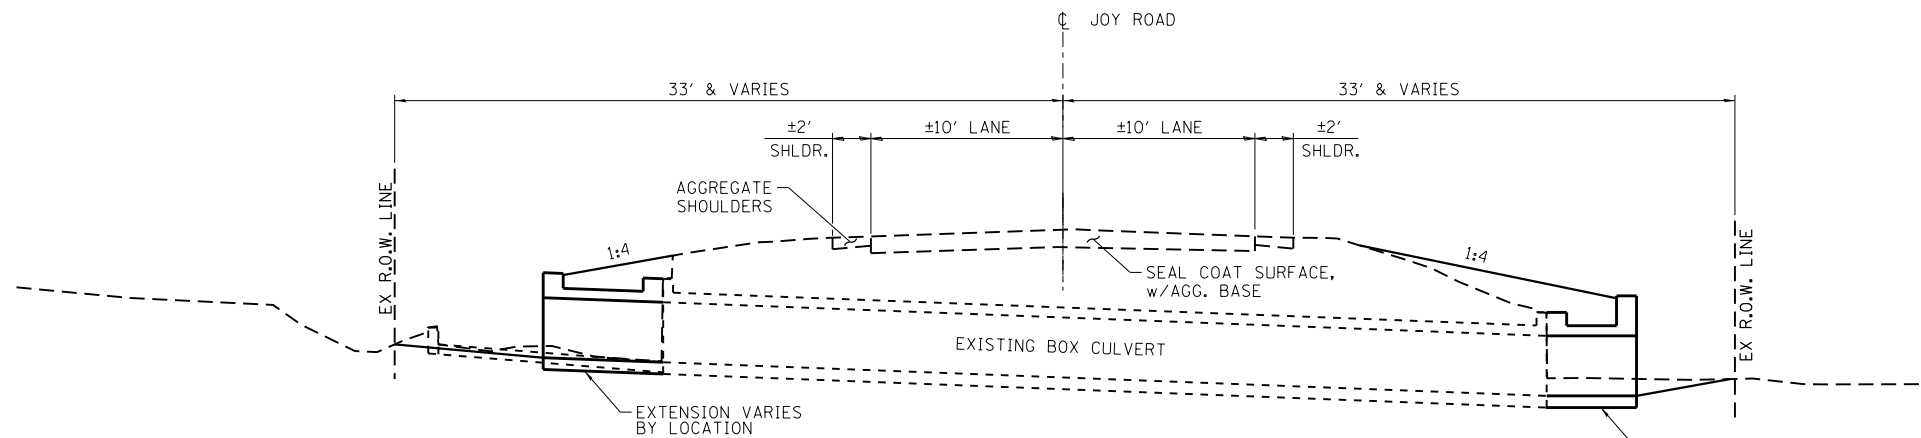 ℄ JOY ROAD
33' & VARIES
33' & VARIES
±2'
SHLDR.
±10' LANE
±10' LANE
±2'
SHLDR.
AGGREGATE
SHOULDERS
EX R.O.W. LINE
1:4
1:4
SEAL COAT SURFACE,
w/AGG. BASE
EX R.O.W. LINE
EXISTING BOX CULVERT
EXTENSION VARIES
BY LOCATION